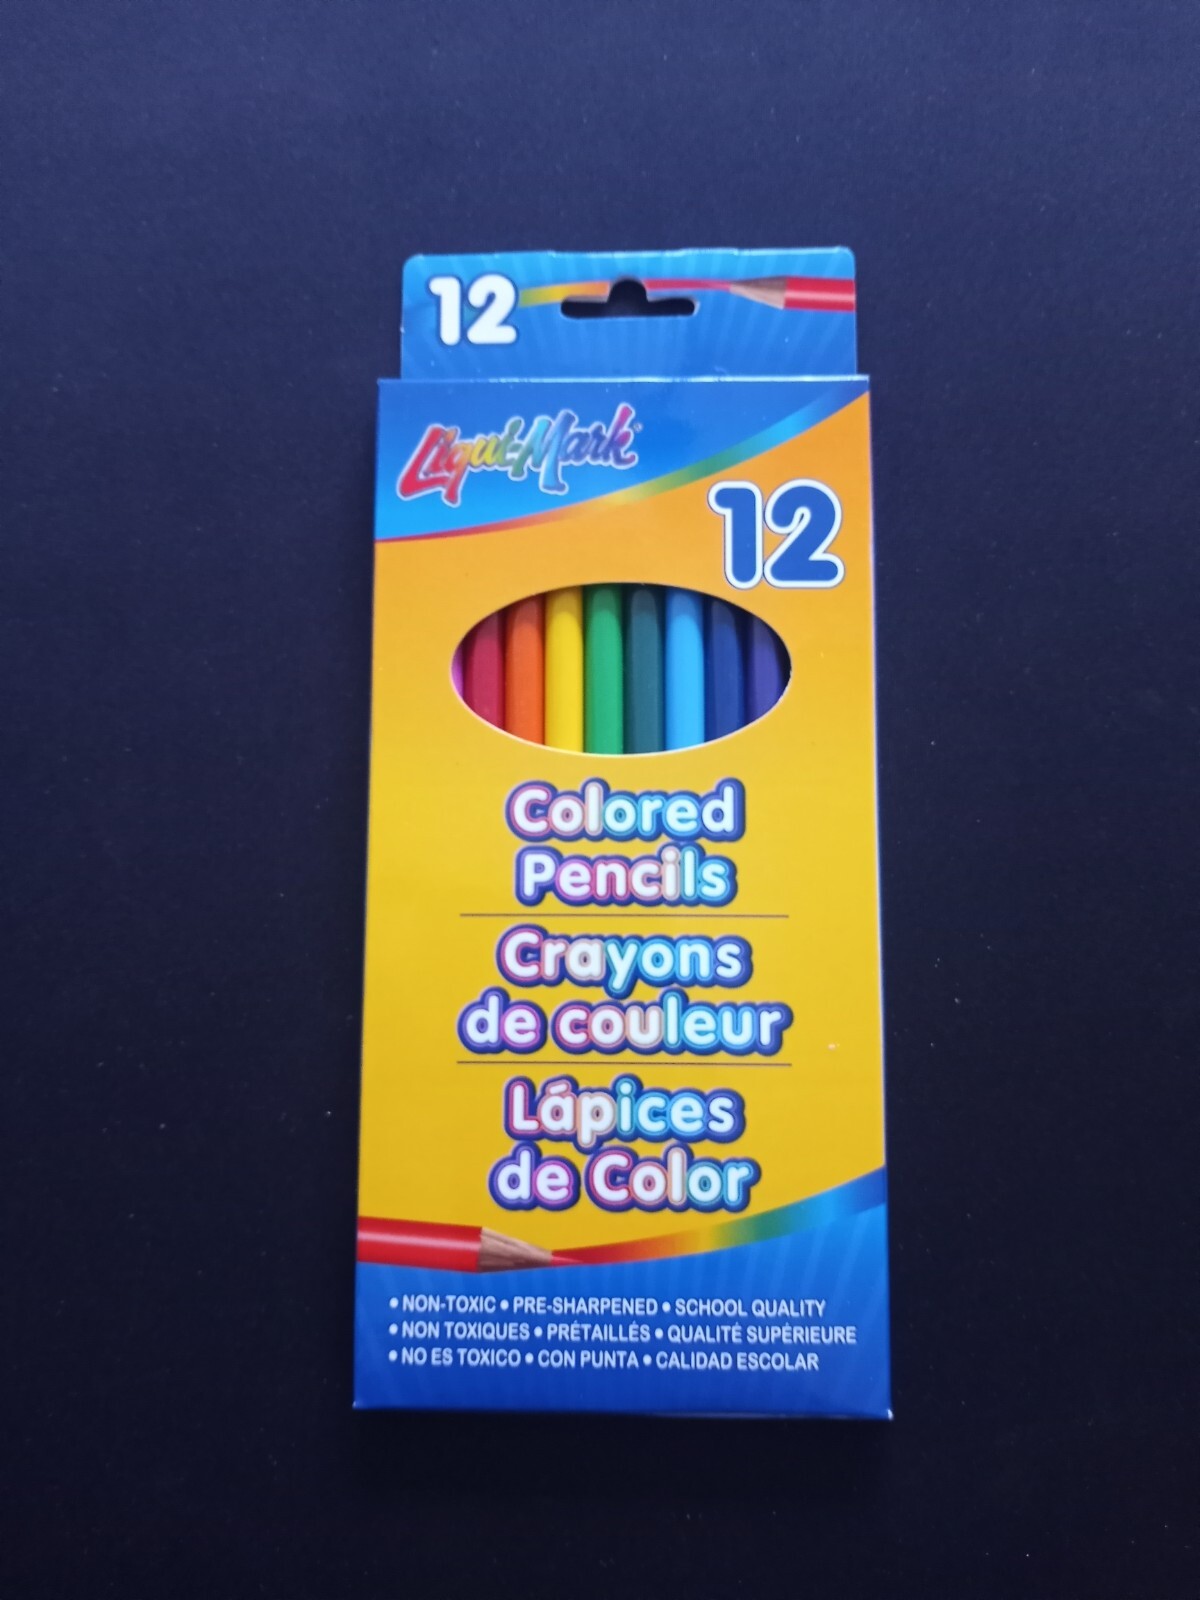 12
Liqui-Mark
12
Colored
Pencils
Crayons
de couleur
Lápices
de Color
• NON-TOXIC • PRE-SHARPENED • SCHOOL QUALITY
• NON TOXIQUES • PRÉTAILLÉS • QUALITÉ SUPÉRIEURE
• NO ES TOXICO • CON PUNTA • CALIDAD ESCOLAR